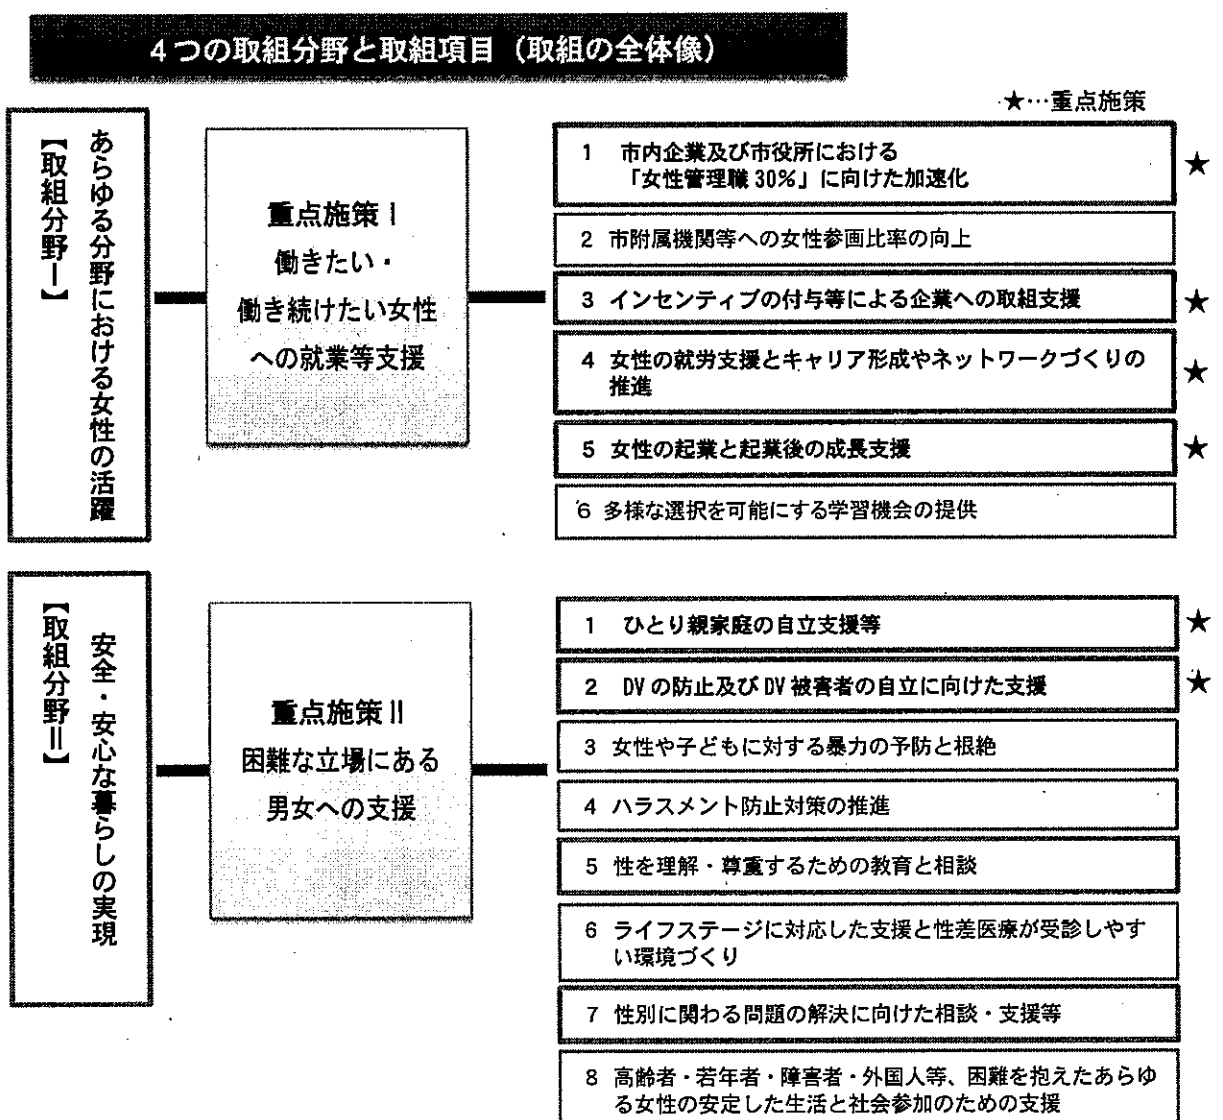 4つの取組分野と取組項目（取組の全体像）
★…重点施策
【取組分野Ⅰ】
あらゆる分野における女性の活躍
重点施策Ⅰ
働きたい・
働き続けたい女性
への就業等支援
1 市内企業及び市役所における
「女性管理職30%」に向けた加速化
★
2 市附属機関等への女性参画比率の向上
3 インセンティブの付与等による企業への取組支援
★
4 女性の就労支援とキャリア形成やネットワークづくりの
推進
★
5 女性の起業と起業後の成長支援
★
6 多様な選択を可能にする学習機会の提供
【取組分野Ⅱ】
安全・安心な暮らしの実現
重点施策Ⅱ
困難な立場にある
男女への支援
1 ひとり親家庭の自立支援等
★
2 DVの防止及びDV被害者の自立に向けた支援
★
3 女性や子どもに対する暴力の予防と根絶
4 ハラスメント防止対策の推進
5 性を理解・尊重するための教育と相談
6 ライフステージに対応した支援と性差医療が受診しやす
い環境づくり
7 性別に関わる問題の解決に向けた相談・支援等
8 高齢者・若年者・障害者・外国人等、困難を抱えたあらゆ
る女性の安定した生活と社会参加のための支援